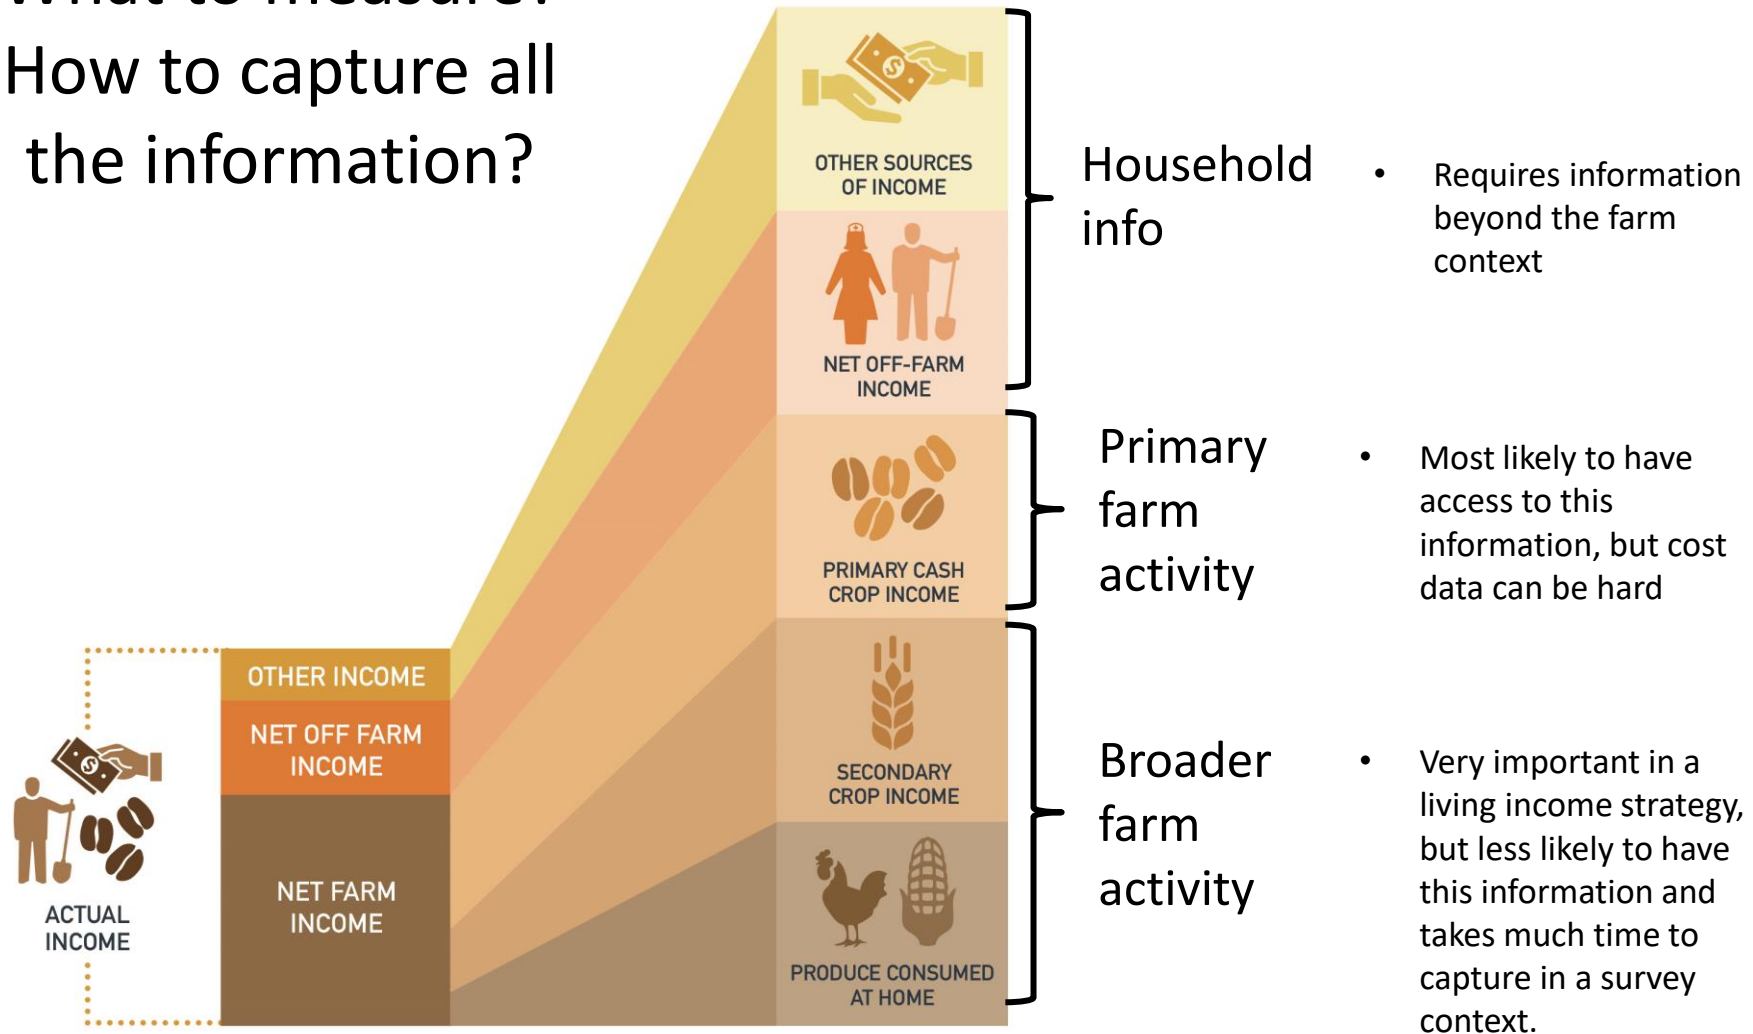 What to measure?
How to capture all
the information?
OTHER SOURCES
OF INCOME
NET OFF-FARM
INCOME
PRIMARY CASH
CROP INCOME
SECONDARY
CROP INCOME
PRODUCE CONSUMED
AT HOME
OTHER INCOME
NET OFF FARM
INCOME
NET FARM
INCOME
ACTUAL
INCOME
Household
info
• Requires information
beyond the farm
context
Primary
farm
activity
• Most likely to have
access to this
information, but cost
data can be hard
Broader
farm
activity
• Very important in a
living income strategy,
but less likely to have
this information and
takes much time to
capture in a survey
context.